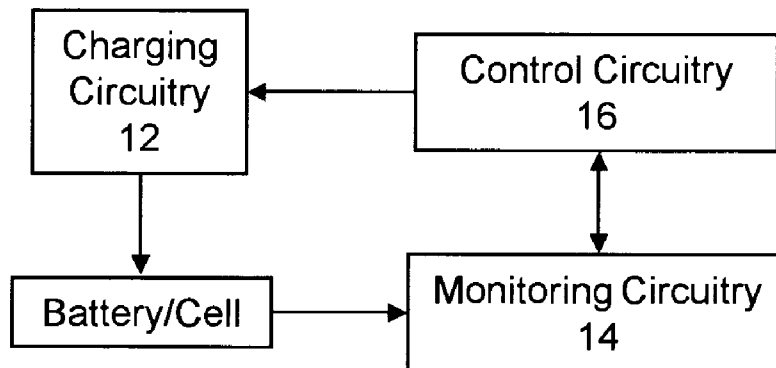 Charging
Circuitry
12
Control Circuitry
16
Battery/Cell
Monitoring Circuitry
14